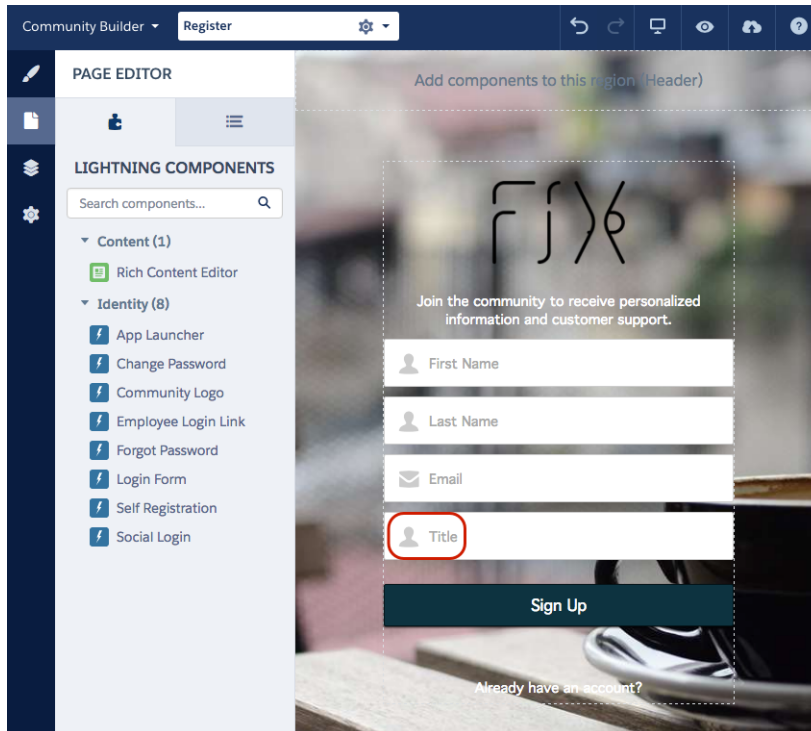 Community Builder
Register
?
PAGE EDITOR
Add components to this region (Header)
LIGHTNING COMPONENTS
Search components...
Content (1)
Rich Content Editor
Identity (8)
App Launcher
Change Password
Community Logo
Employee Login Link
Forgot Password
Login Form
Self Registration
Social Login
Join the community to receive personalized
information and customer support.
First Name
Last Name
Email
Title
Sign Up
Already have an account?